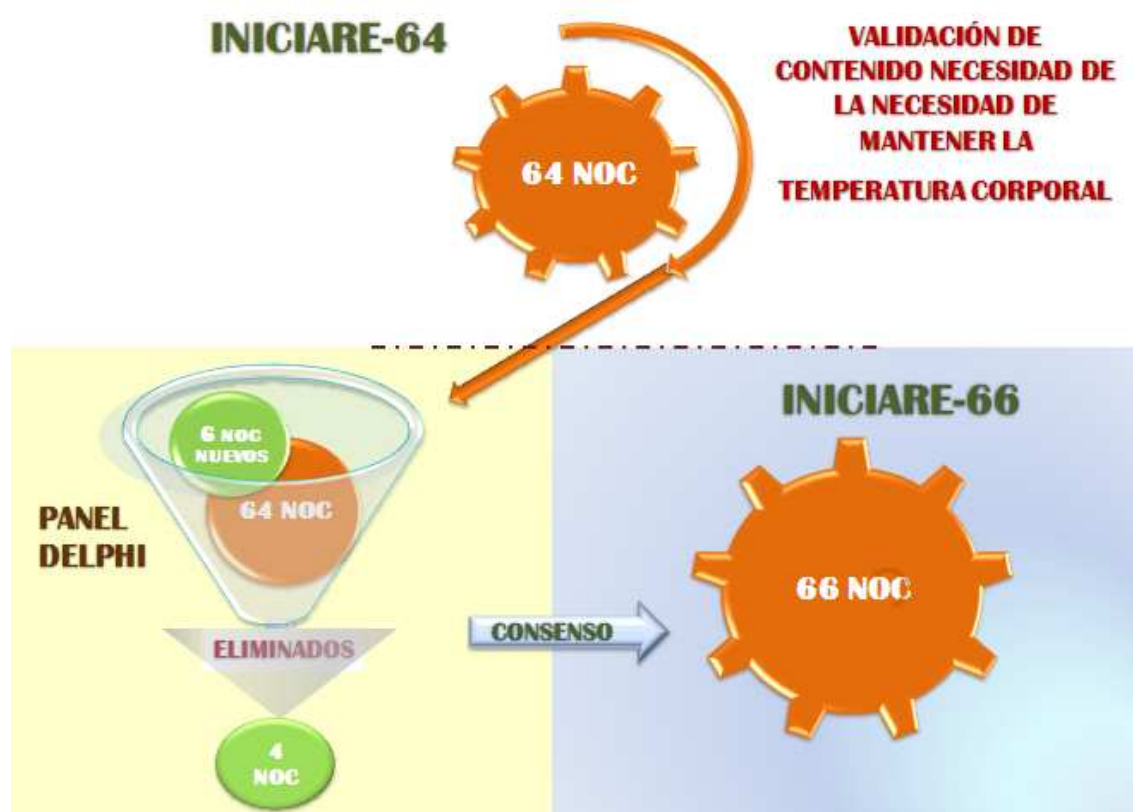 INICIARE-64
VALIDACIÓN DE
CONTENIDO NECESIDAD DE
LA NECESIDAD DE
MANTENER LA
TEMPERATURA CORPORAL
64 NOC
6 NOC
NUEVOS
64 NOC
PANEL
DELPHI
ELIMINADOS
4
NOC
CONSENSO
INICIARE-66
66 NOC